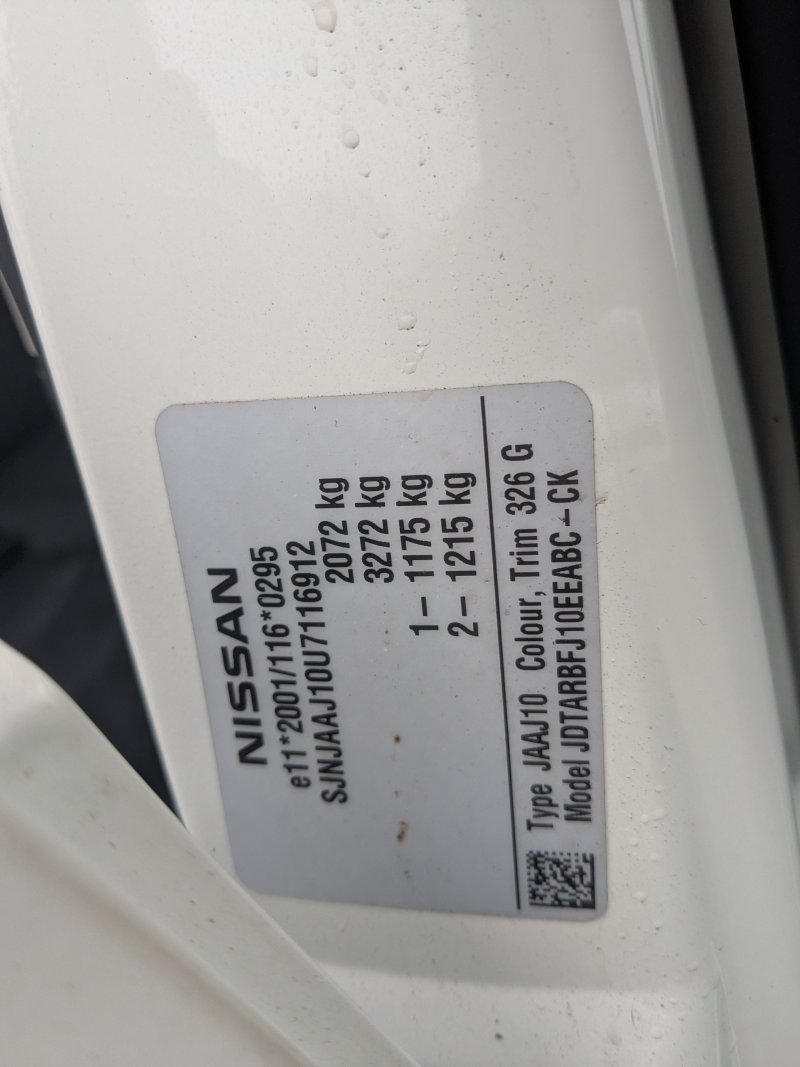 NISSAN
e11*2001/116*0295
SJNJAAJ10U7116912
2072 kg
3272 kg
1 – 1175 kg
2 – 1215 kg
Type JAAJ10 Colour, Trim 326 G
Model JDTARBFJ10EEABC – CK